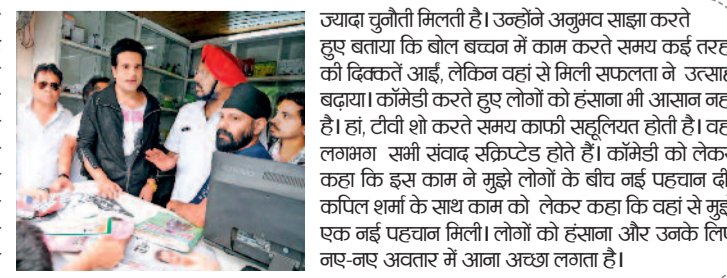 ज्यादा चुनौती मिलती है। उन्होंने अनुभव साझा करते
हुए बताया कि बोल बच्चन में काम करते समय कई तरह
की दिक्कतें आईं, लेकिन वहां से मिली सफलता ने उत्साह
बढ़ाया। कॉमेडी करते हुए लोगों को हंसाना भी आसान नह
है। हां, टीवी शो करते समय काफी सहूलियत होती है। वह
लगभग सभी संवाद स्क्रिप्टेड होते हैं। कॉमेडी को लेकर
कहा कि इस काम ने मुझे लोगों के बीच नई पहचान दी
कपिल शर्मा के साथ काम को लेकर कहा कि वहां से मुझ
एक नई पहचान मिली। लोगों को हंसाना और उनके लिए
नए-नए अवतार में आना अच्छा लगता है।